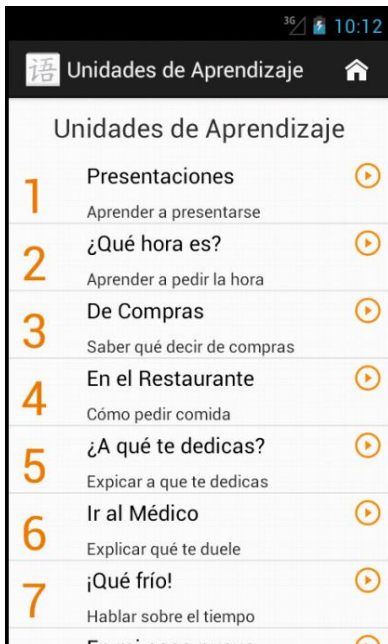 3G 10:12
语 Unidades de Aprendizaje
Unidades de Aprendizaje
1 Presentaciones
Aprender a presentarse
2 ¿Qué hora es?
Aprender a pedir la hora
3 De Compras
Saber qué decir de compras
4 En el Restaurante
Cómo pedir comida
5 ¿A qué te dedicas?
Expicar a que te dedicas
6 Ir al Médico
Explicar qué te duele
7 ¡Qué frío!
Hablar sobre el tiempo